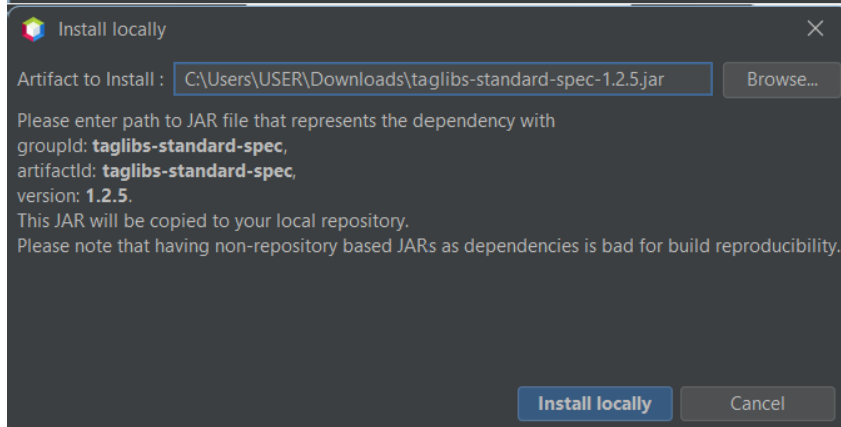 Install locally
Artifact to Install : C:\Users\USER\Downloads\taglibs-standard-spec-1.2.5.jar Browse...
Please enter path to JAR file that represents the dependency with
groupId: taglibs-standard-spec,
artifactId: taglibs-standard-spec,
version: 1.2.5.
This JAR will be copied to your local repository.
Please note that having non-repository based JARs as dependencies is bad for build reproducibility.
Install locally Cancel